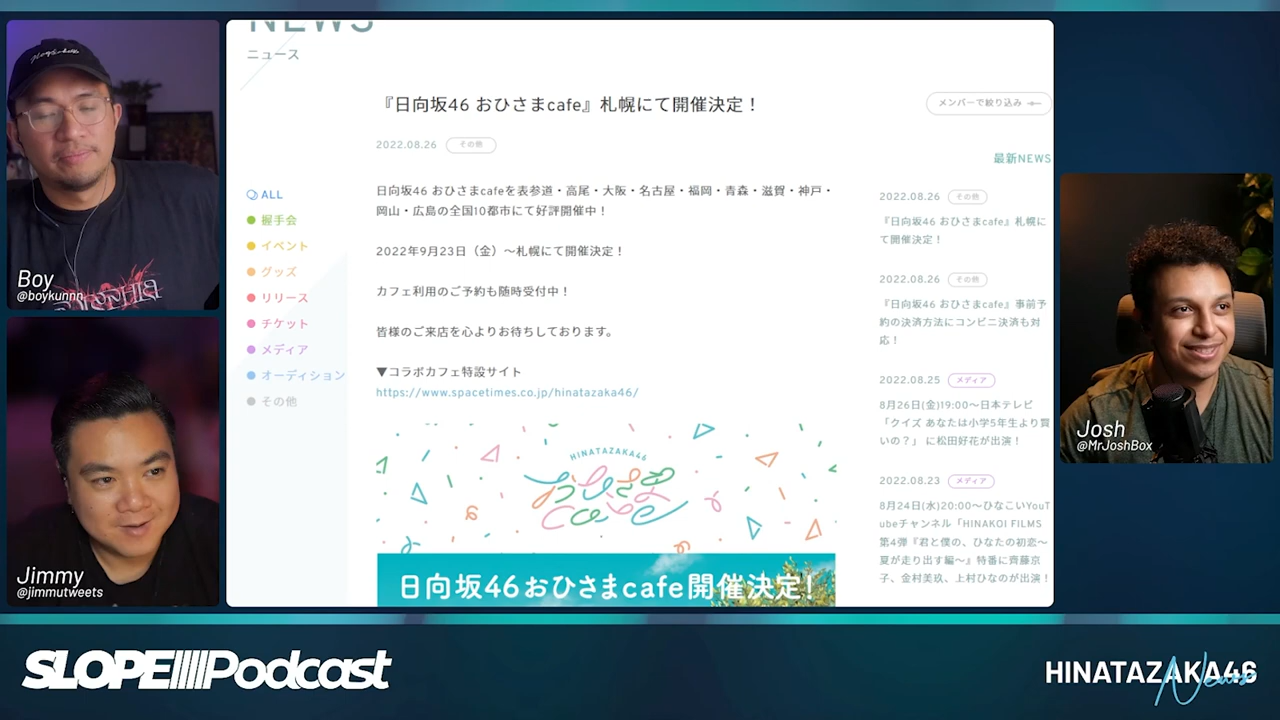 NEWS
ニュース
『日向坂46 おひさまcafe』札幌にて開催決定！
メンバーで絞り込み
2022.08.26 その他
日向坂46 おひさまcafeを表参道・高尾・大阪・名古屋・福岡・青森・滋賀・神戸・
岡山・広島の全国10都市にて好評開催中！
2022年9月23日（金）〜札幌にて開催決定！
カフェ利用のご予約も随時受付中！
皆様のご来店を心よりお待ちしております。
▼コラボカフェ特設サイト
https://www.spacetimes.co.jp/hinatazaka46/
HINATAZAKA46
おひさま
cafe
日向坂46おひさまcafe開催決定!
ALL
握手会
イベント
グッズ
リリース
チケット
メディア
オーディション
その他
最新NEWS
2022.08.26 その他
『日向坂46 おひさまcafe』札幌に
て開催決定！
2022.08.26 その他
『日向坂46 おひさまcafe』事前予
約の決済方法にコンビニ決済も対
応！
2022.08.25 メディア
8月26日(金)19:00〜日本テレビ
「クイズ あなたは小学5年生より賢
いの？」 に松田好花が出演！
2022.08.23 メディア
8月24日(水)20:00〜ひなこいYouT
ubeチャンネル「HINAKOI FILMS
第4弾『君と僕の、ひなたの初恋〜
夏が走り出す編〜』特番に齊藤京
子、金村美玖、上村ひなのが出演！
Boy
@boykunnn
Jimmy
@jimmutweets
Josh
@MrJoshBox
SLOPE Podcast
HINATAZAKA46
News